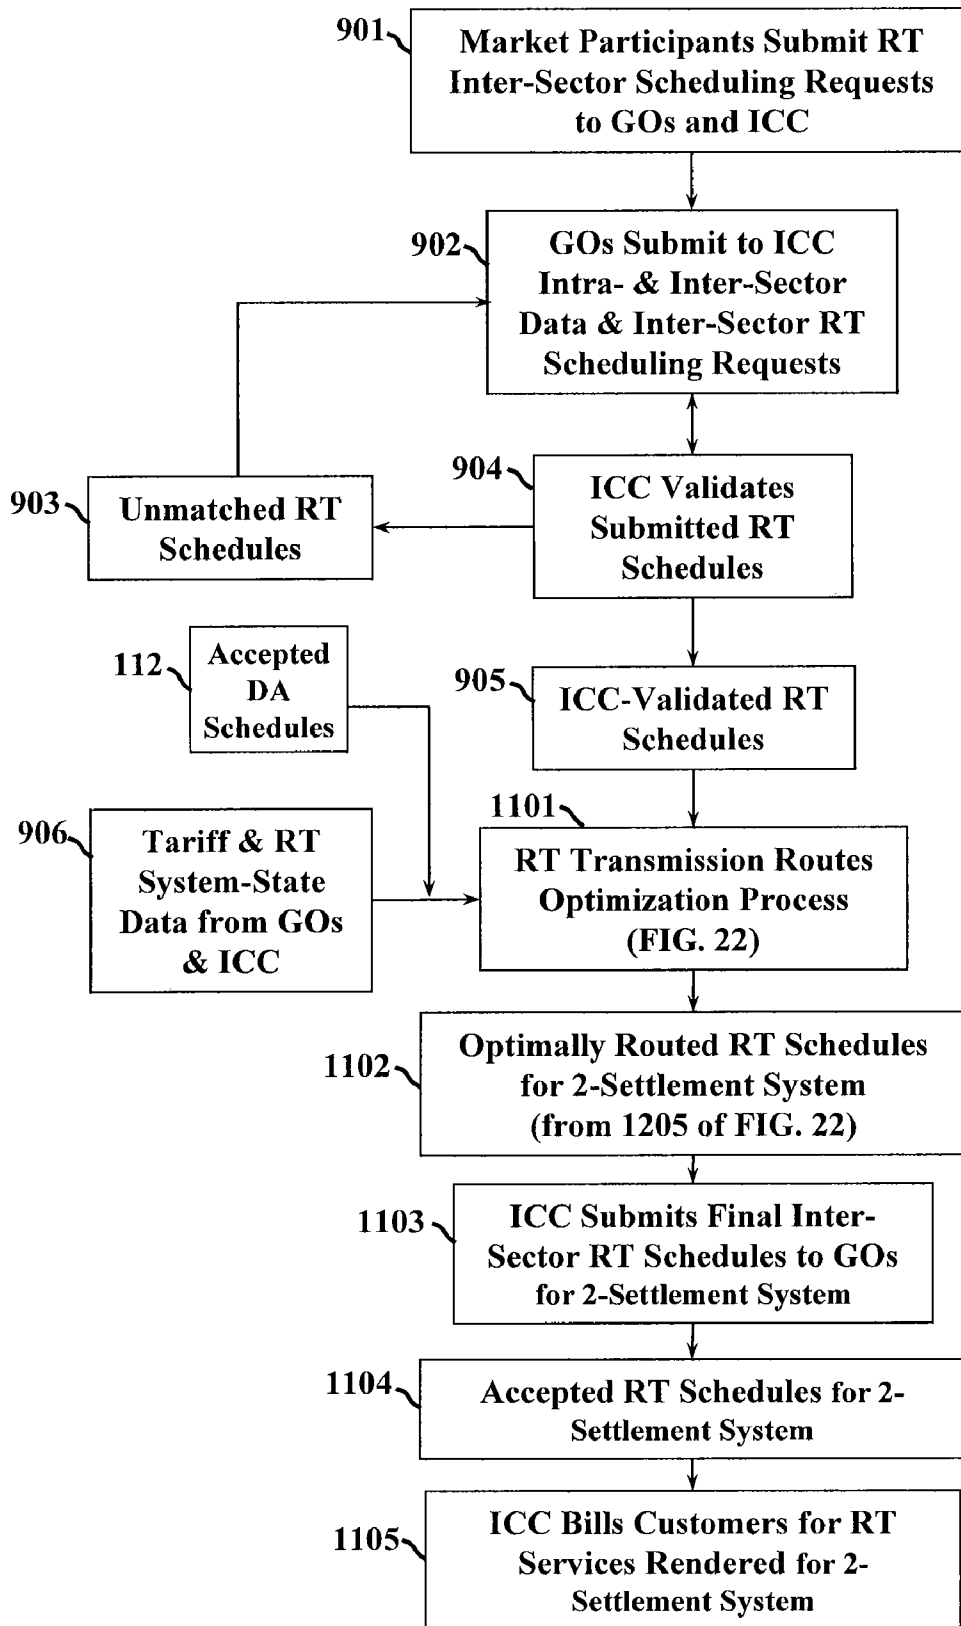 901
Market Participants Submit RT
Inter-Sector Scheduling Requests
to GOs and ICC
902
GOs Submit to ICC
Intra- & Inter-Sector
Data & Inter-Sector RT
Scheduling Requests
903
Unmatched RT
Schedules
904
ICC Validates
Submitted RT
Schedules
112
Accepted
DA
Schedules
905
ICC-Validated RT
Schedules
906
Tariff & RT
System-State
Data from GOs
& ICC
1101
RT Transmission Routes
Optimization Process
(FIG. 22)
1102
Optimally Routed RT Schedules
for 2-Settlement System
(from 1205 of FIG. 22)
1103
ICC Submits Final Inter-
Sector RT Schedules to GOs
for 2-Settlement System
1104
Accepted RT Schedules for 2-
Settlement System
1105
ICC Bills Customers for RT
Services Rendered for 2-
Settlement System